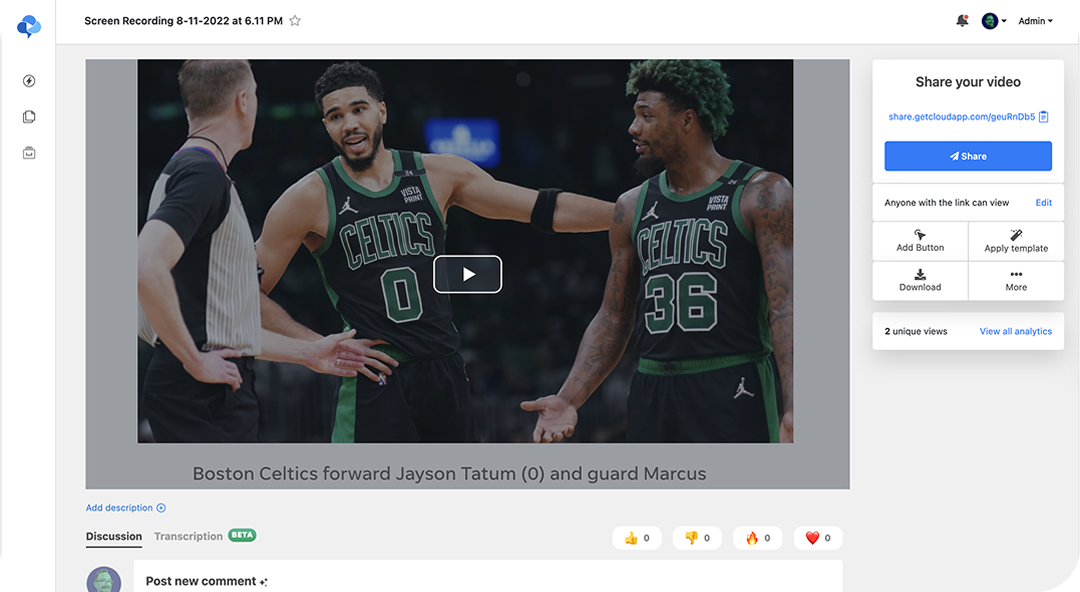 Screen Recording 8-11-2022 at 6.11 PM
Admin
24
VISTA
PRINT
CELTICS
0
24
VISTA
PRINT
CELTICS
36
Boston Celtics forward Jayson Tatum (0) and guard Marcus
Share your video
share.getcloudapp.com/geuRnDb5
Share
Anyone with the link can view Edit
Add Button Apply template
Download More
2 unique views View all analytics
Add description
Discussion Transcription BETA
0 0 0 0
Post new comment